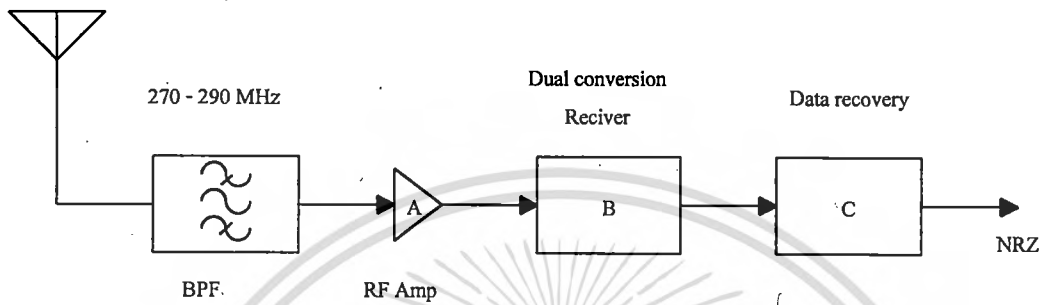 270 - 290 MHz
Dual conversion
Reciver
Data recovery
A
B
C
NRZ
BPF.
RF Amp